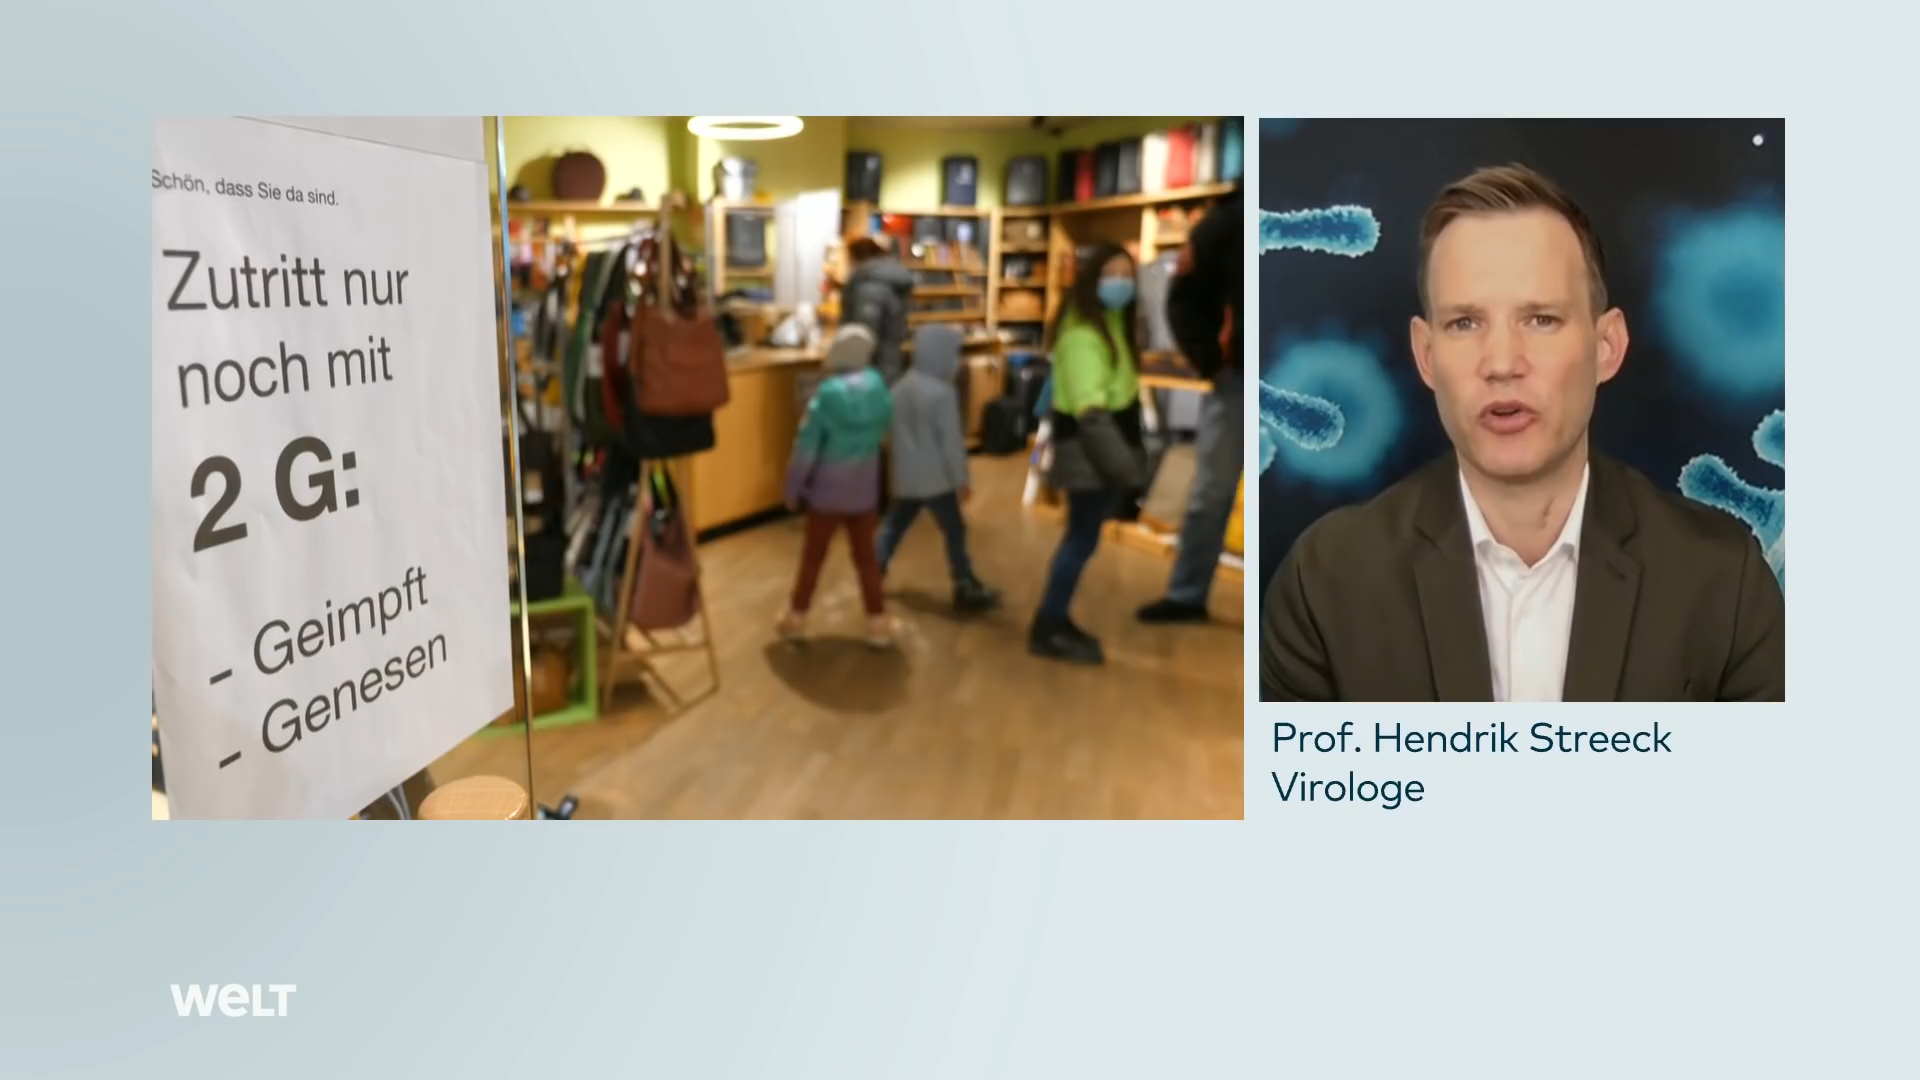 Schön, dass Sie da sind.
Zutritt nur
noch mit
2 G:
- Geimpft
- Genesen
Prof. Hendrik Streeck
Virologe
WELT